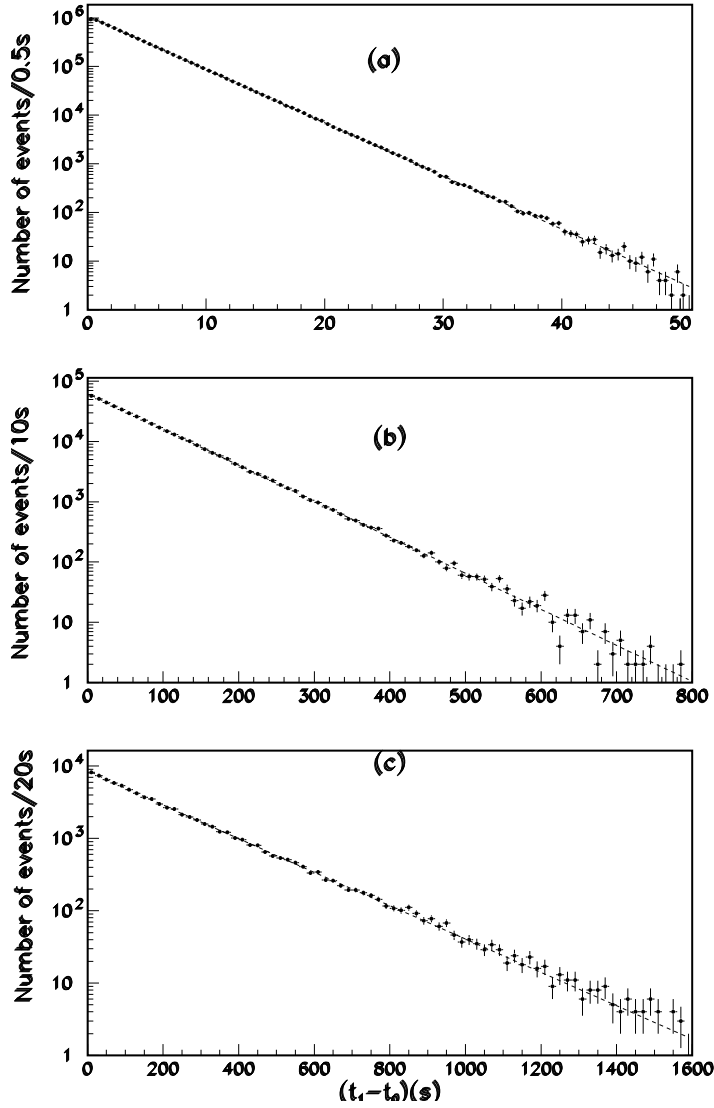 Number of events/0.5s
10^6
10^5
10^4
10^3
10^2
10
1
(a)
0 10 20 30 40 50
Number of events/10s
10^5
10^4
10^3
10^2
10
1
(b)
0 100 200 300 400 500 600 700 800
Number of events/20s
10^4
10^3
10^2
10
1
(c)
0 200 400 600 800 1000 1200 1400 1600
(t₁−t₀)(s)